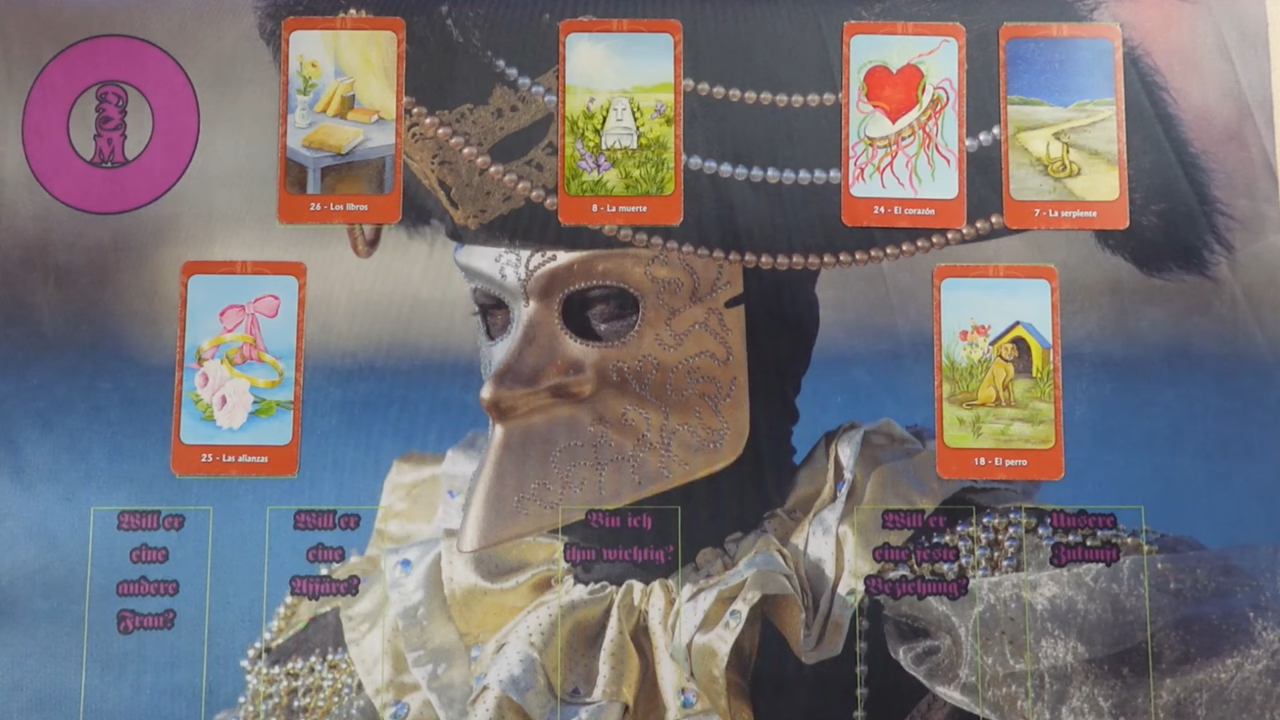 26 - Los libros
8 - La muerte
24 - El corazón
7 - La serpiente
25 - Las alianzas
18 - El perro
Will er
eine
andere
Frau?
Will er
eine
Affäre?
Bin ich
ihm wichtig?
Will er
eine feste
Beziehung?
Unsere
Zukunft